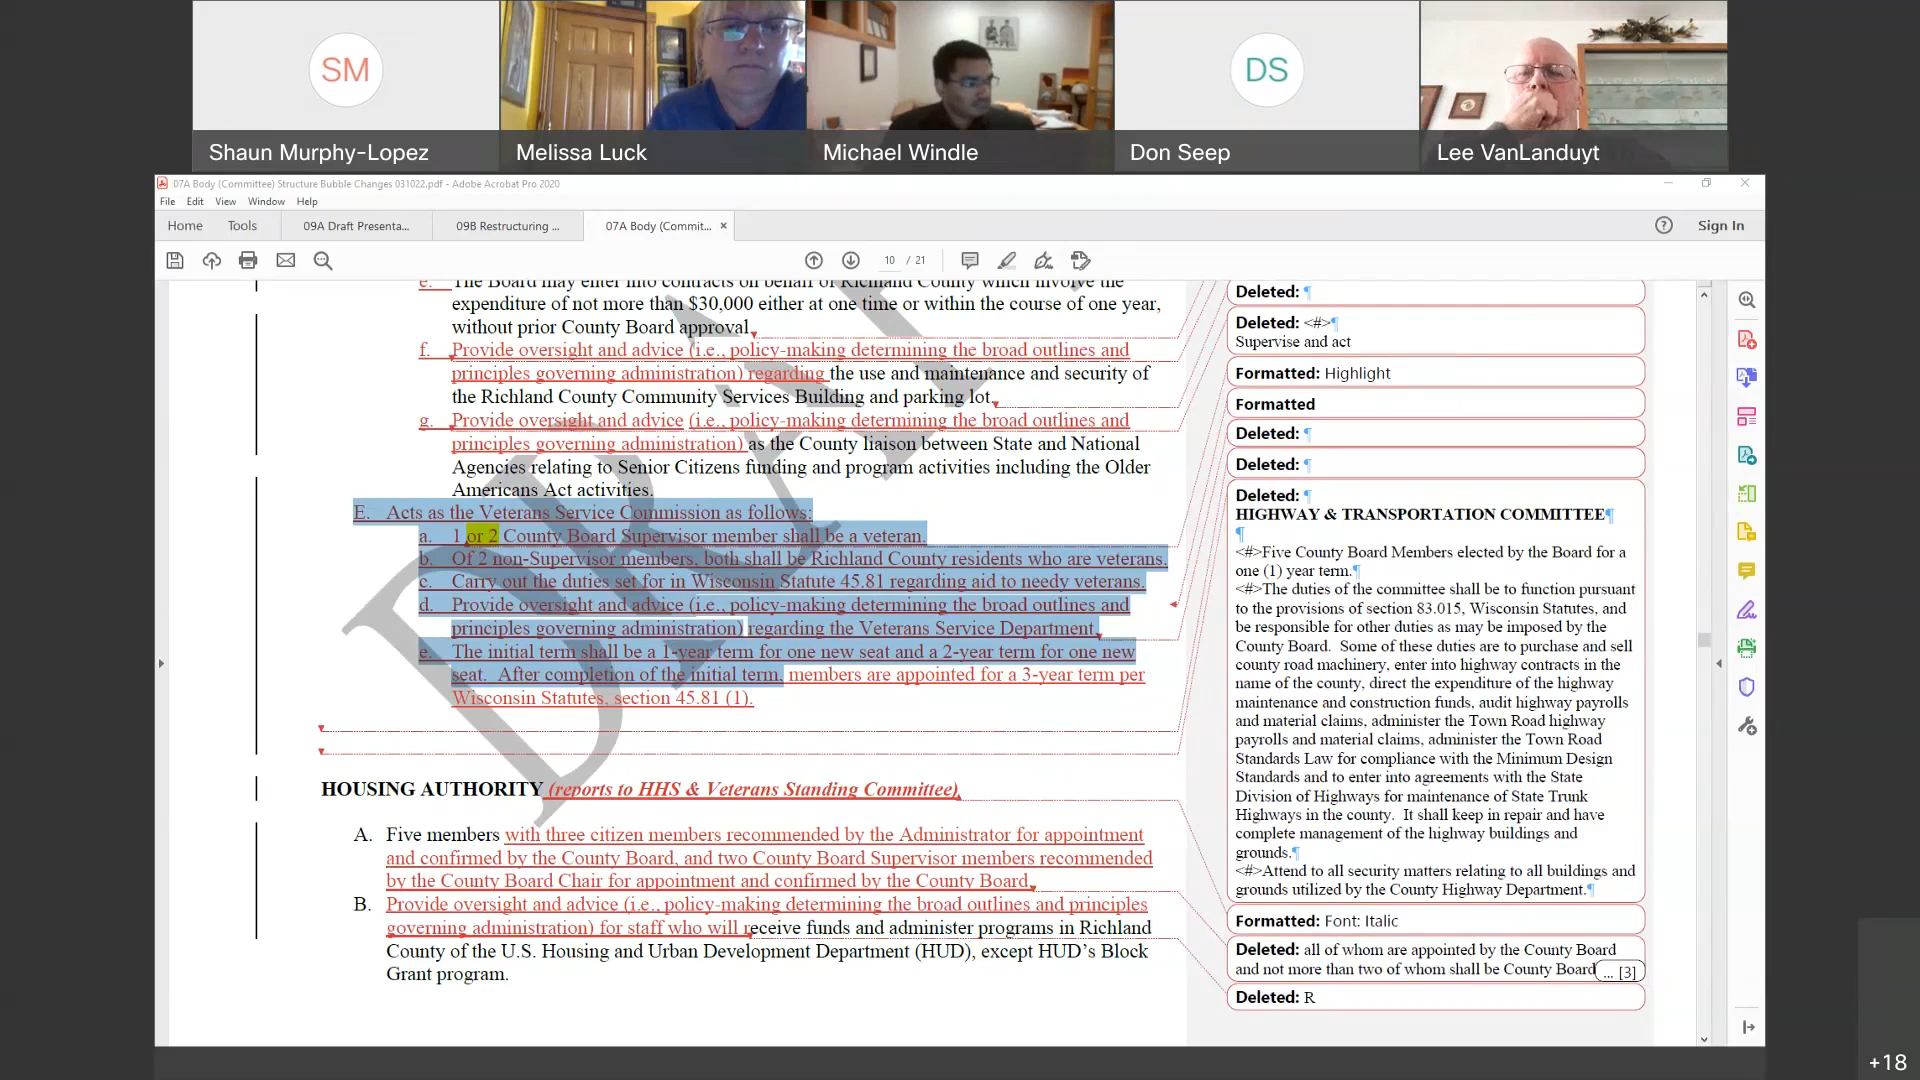 SM
DS
Shaun Murphy-Lopez
Melissa Luck
Michael Windle
Don Seep
Lee VanLanduyt
07A Body (Committee) Structure Bubble Changes 031022.pdf - Adobe Acrobat Pro 2020
File Edit View Window Help
Home Tools 09A Draft Presenta... 09B Restructuring ... 07A Body (Commit... × Sign In
10 / 21
e. The Board may enter into contracts on behalf of Richland County which involve the
expenditure of not more than $30,000 either at one time or within the course of one year,
without prior County Board approval.
f. Provide oversight and advice (i.e., policy-making determining the broad outlines and
principles governing administration) regarding the use and maintenance and security of
the Richland County Community Services Building and parking lot.
g. Provide oversight and advice (i.e., policy-making determining the broad outlines and
principles governing administration) as the County liaison between State and National
Agencies relating to Senior Citizens funding and program activities including the Older
Americans Act activities.
E. Acts as the Veterans Service Commission as follows:
a. 1 or 2 County Board Supervisor member shall be a veteran.
b. Of 2 non-Supervisor members, both shall be Richland County residents who are veterans.
c. Carry out the duties set for in Wisconsin Statute 45.81 regarding aid to needy veterans.
d. Provide oversight and advice (i.e., policy-making determining the broad outlines and
principles governing administration) regarding the Veterans Service Department.
e. The initial term shall be a 1-year term for one new seat and a 2-year term for one new
seat. After completion of the initial term, members are appointed for a 3-year term per
Wisconsin Statutes, section 45.81 (1).
HOUSING AUTHORITY (reports to HHS & Veterans Standing Committee)
A. Five members with three citizen members recommended by the Administrator for appointment
and confirmed by the County Board, and two County Board Supervisor members recommended
by the County Board Chair for appointment and confirmed by the County Board.
B. Provide oversight and advice (i.e., policy-making determining the broad outlines and principles
governing administration) for staff who will receive funds and administer programs in Richland
County of the U.S. Housing and Urban Development Department (HUD), except HUD's Block
Grant program.
DRAFT
Deleted: ¶
Deleted: <#>¶
Supervise and act
Formatted: Highlight
Formatted
Deleted: ¶
Deleted: ¶
Deleted: ¶
HIGHWAY & TRANSPORTATION COMMITTEE¶
¶
<#>Five County Board Members elected by the Board for a
one (1) year term.¶
<#>The duties of the committee shall be to function pursuant
to the provisions of section 83.015, Wisconsin Statutes, and
be responsible for other duties as may be imposed by the
County Board. Some of these duties are to purchase and sell
county road machinery, enter into highway contracts in the
name of the county, direct the expenditure of the highway
maintenance and construction funds, audit highway payrolls
and material claims, administer the Town Road highway
payrolls and material claims, administer the Town Road
Standards Law for compliance with the Minimum Design
Standards and to enter into agreements with the State
Division of Highways for maintenance of State Trunk
Highways in the county. It shall keep in repair and have
complete management of the highway buildings and
grounds.¶
<#>Attend to all security matters relating to all buildings and
grounds utilized by the County Highway Department.¶
Formatted: Font: Italic
Deleted: all of whom are appointed by the County Board
and not more than two of whom shall be County Board ... [3]
Deleted: R
+18